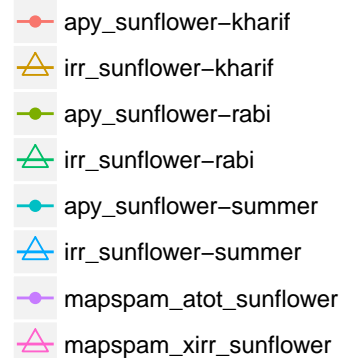 apy_sunflower−kharif
irr_sunflower−kharif
apy_sunflower−rabi
irr_sunflower−rabi
apy_sunflower−summer
irr_sunflower−summer
mapspam_atot_sunflower
mapspam_xirr_sunflower